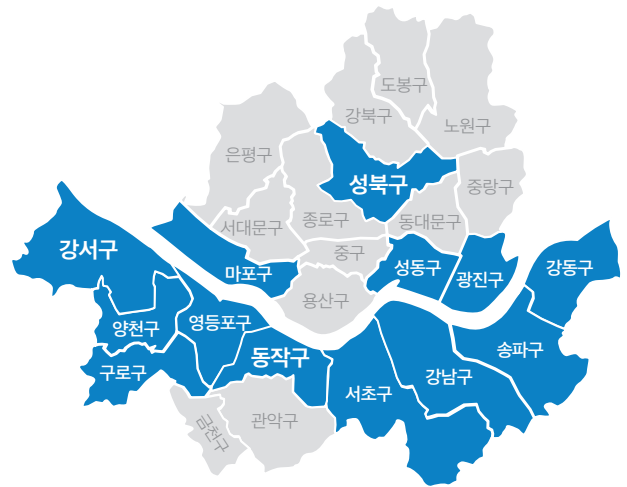 도봉구
강북구
노원구
은평구
성북구
중랑구
서대문구
종로구
동대문구
강서구
중구
마포구
성동구
광진구
강동구
용산구
양천구
영등포구
동작구
송파구
구로구
서초구
강남구
금천구
관악구